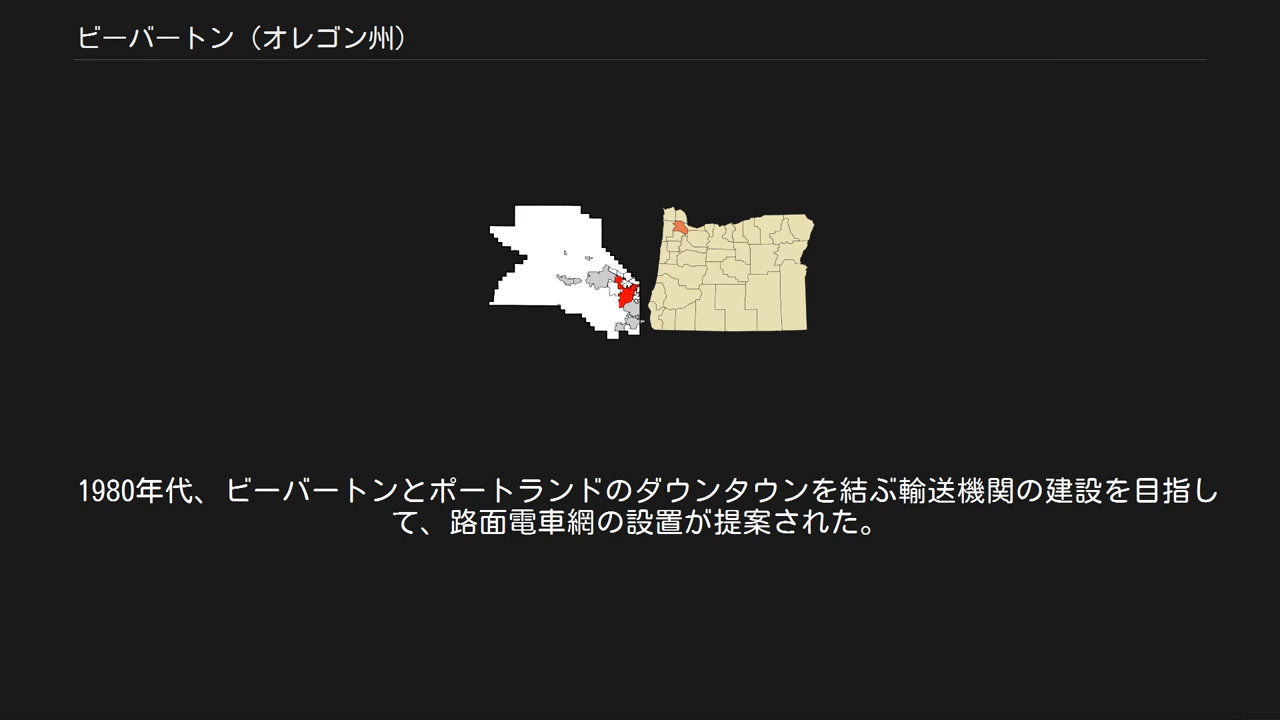 ビーバートン（オレゴン州）
1980年代、ビーバートンとポートランドのダウンタウンを結ぶ輸送機関の建設を目指し
て、路面電車網の設置が提案された。